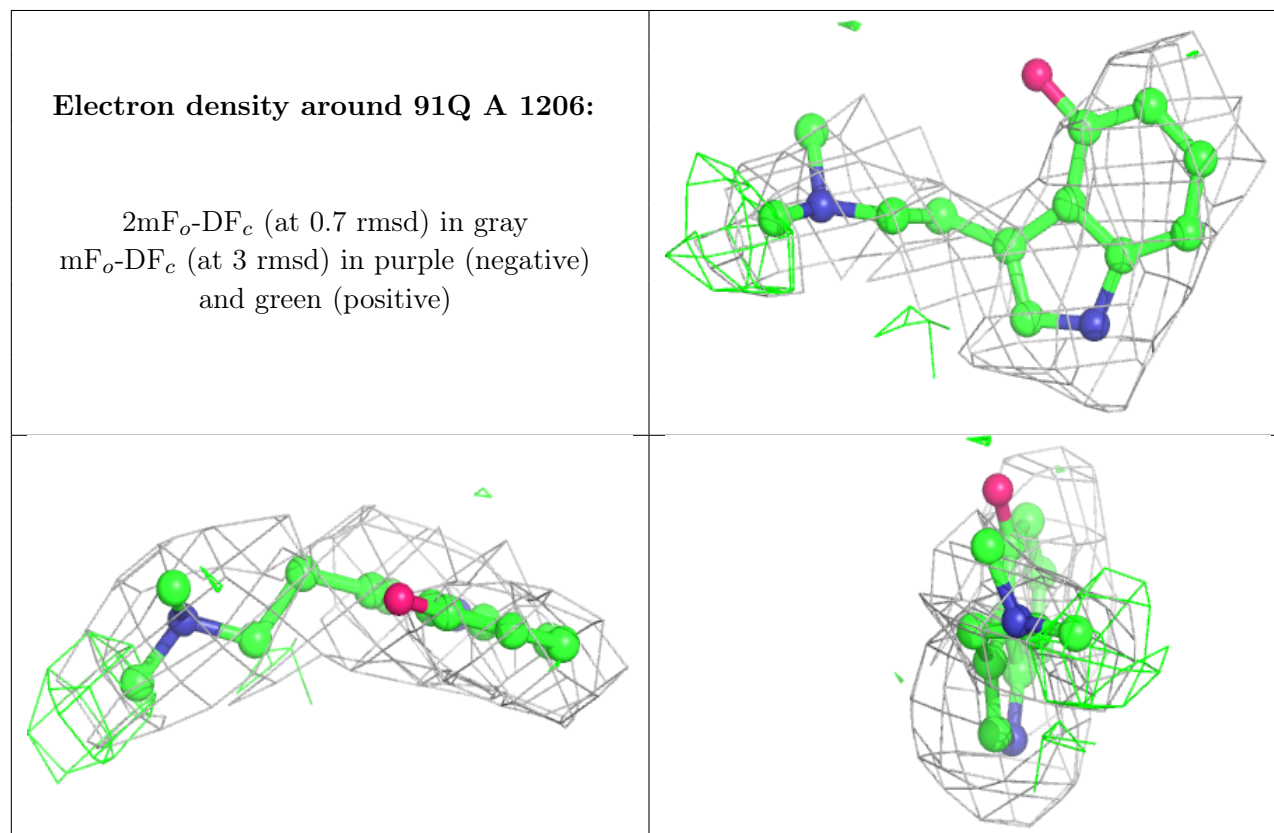 Electron density around 91Q A 1206:
2mFo-DFc (at 0.7 rmsd) in gray
mFo-DFc (at 3 rmsd) in purple (negative)
and green (positive)